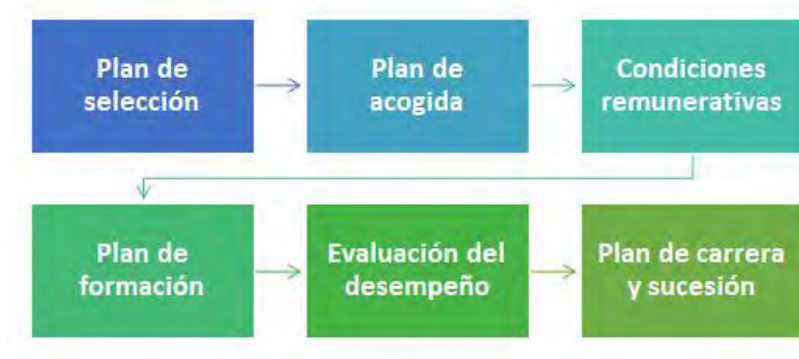 Plan de
selección
Plan de
acogida
Condiciones
remunerativas
Plan de
formación
Evaluación del
desempeño
Plan de carrera
y sucesión